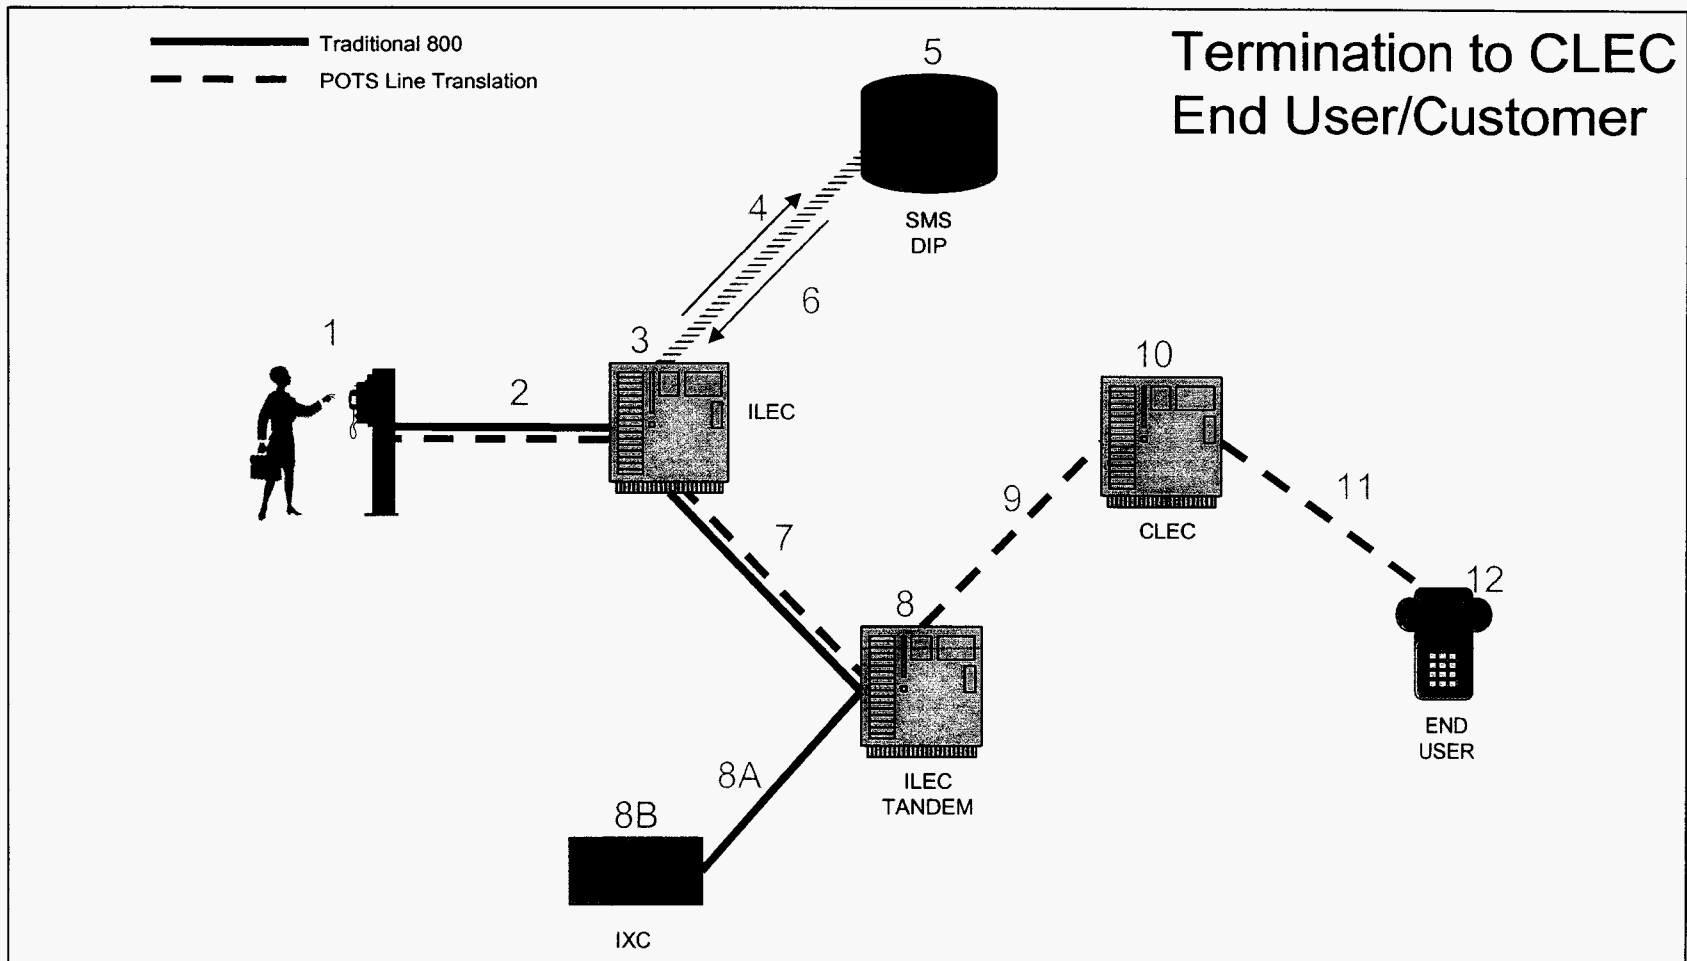 Traditional 800
POTS Line Translation
Termination to CLEC
End User/Customer
5
SMS
DIP
4
6
1
2
3
ILEC
7
8
ILEC
TANDEM
8A
8B
IXC
9
10
CLEC
11
12
END
USER